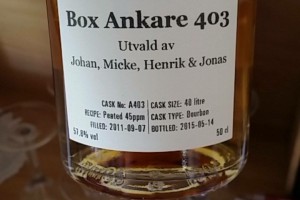 Box Ankare 403
Utvald av
Johan, Micke, Henrik & Jonas
CASK No: A403
RECIPE: Peated 45ppm
FILLED: 2011-09-07
57,0% vol
CASK SIZE: 40 litre
CASK TYPE: Bourbon
BOTTLED: 2015-05-14
50 cl